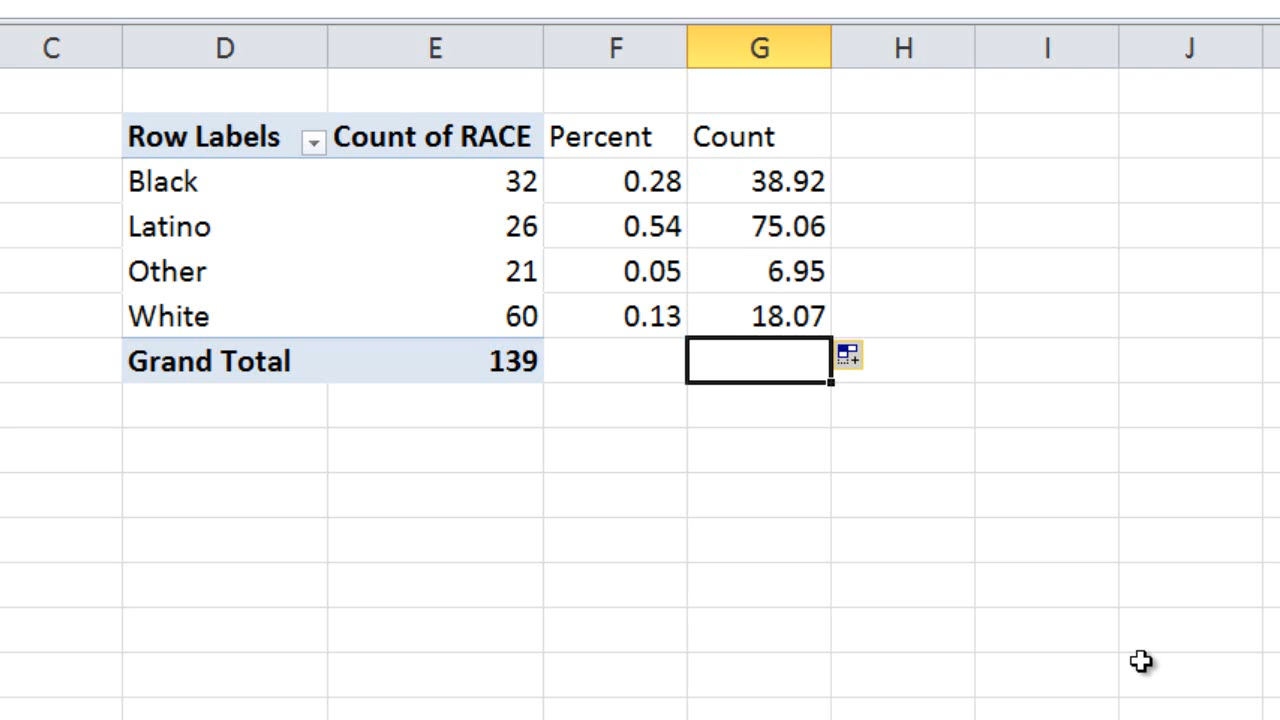 C D E F G H I J
Row Labels Count of RACE Percent Count
Black 32 0.28 38.92
Latino 26 0.54 75.06
Other 21 0.05 6.95
White 60 0.13 18.07
Grand Total 139